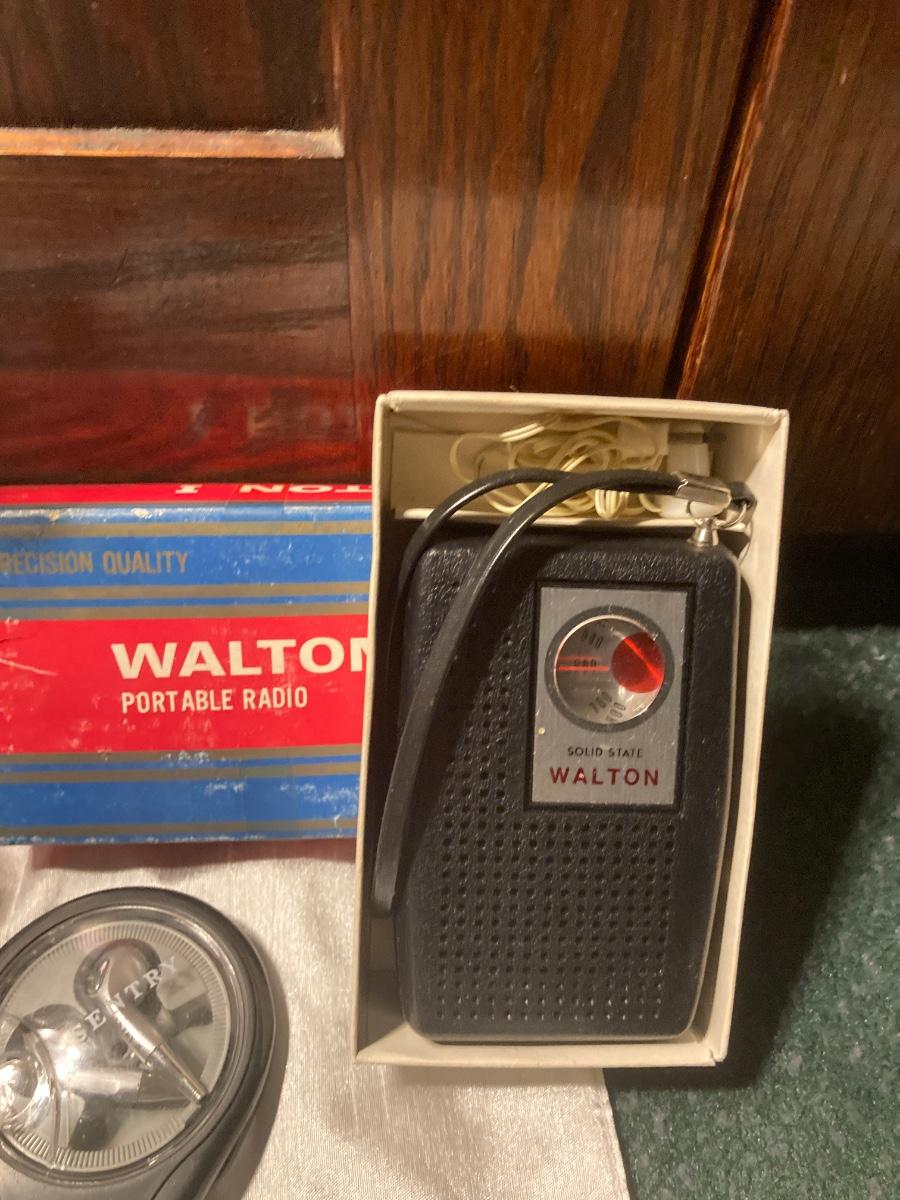 PRECISION QUALITY
WALTON
PORTABLE RADIO
SOLID STATE
WALTON
SENTRY